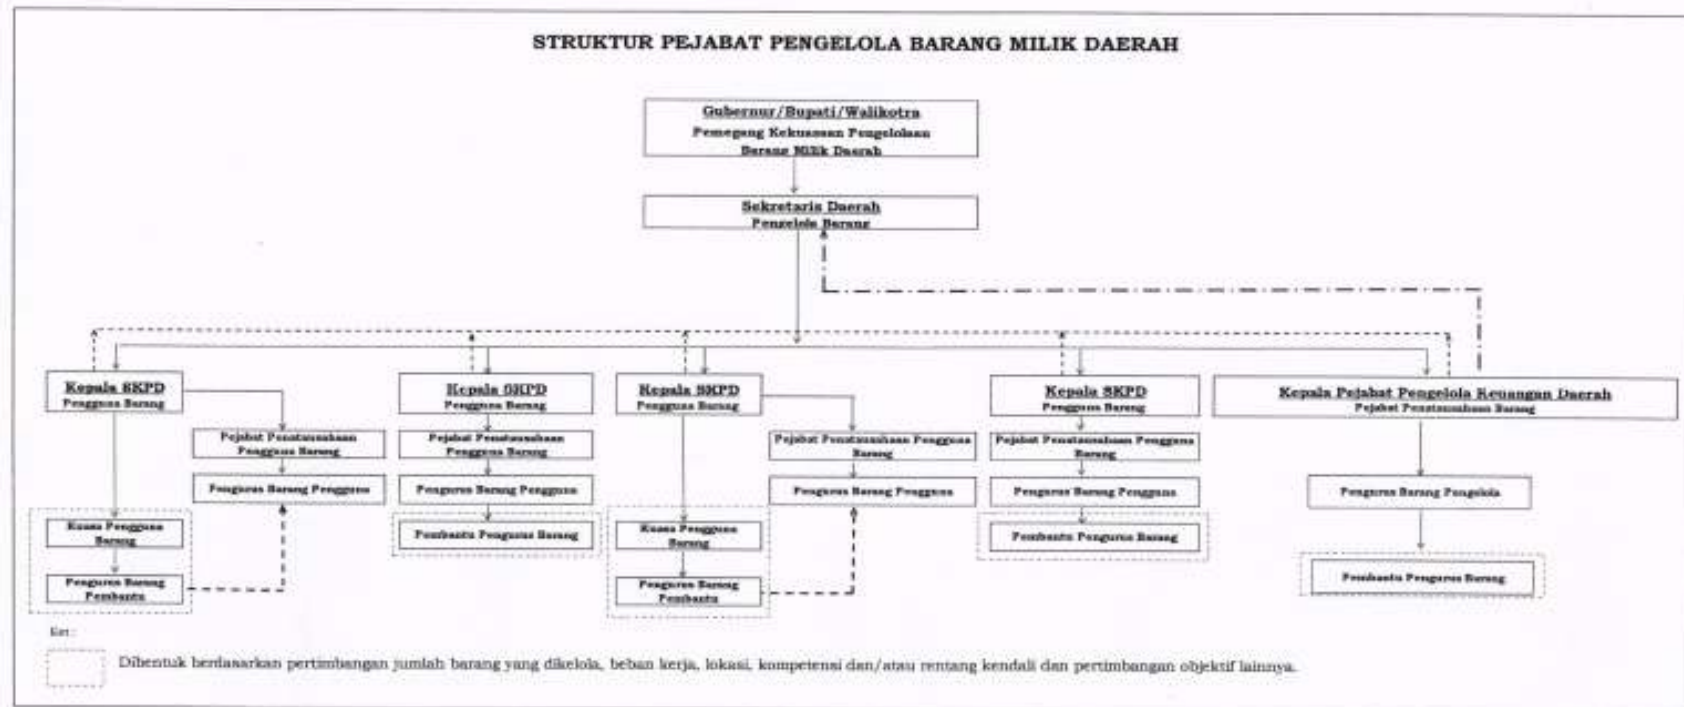 STRUKTUR PEJABAT PENGELOLA BARANG MILIK DAERAH
Gubernur/Bupati/Walikotra
Pemegang Kekuasaan Pengelolaan
Barang Milik Daerah
Sekretaris Daerah
Pengelola Barang
Kepala SKPD
Pengguna Barang
Kepala SKPD
Pengguna Barang
Kepala SKPD
Pengguna Barang
Kepala SKPD
Pengguna Barang
Kepala Pejabat Pengelola Keuangan Daerah
Pejabat Penatausahaan Barang
Pejabat Penatausahaan
Pengguna Barang
Pejabat Penatausahaan
Pengguna Barang
Pejabat Penatausahaan Pengguna
Barang
Pejabat Penatausahaan Pengguna
Barang
Pengurus Barang Pengguna
Pengurus Barang Pengguna
Pengurus Barang Pengguna
Pengurus Barang Pengguna
Pengurus Barang Pengelola
Kuasa Pengguna
Barang
Pembantu Pengurus Barang
Kuasa Pengguna
Barang
Pembantu Pengurus Barang
Pengurus Barang
Pembantu
Pengurus Barang
Pembantu
Pembantu Pengurus Barang
Ket :
Dibentuk berdasarkan pertimbangan jumlah barang yang dikelola, beban kerja, lokasi, kompetensi dan/atau rentang kendali dan pertimbangan objektif lainnya.